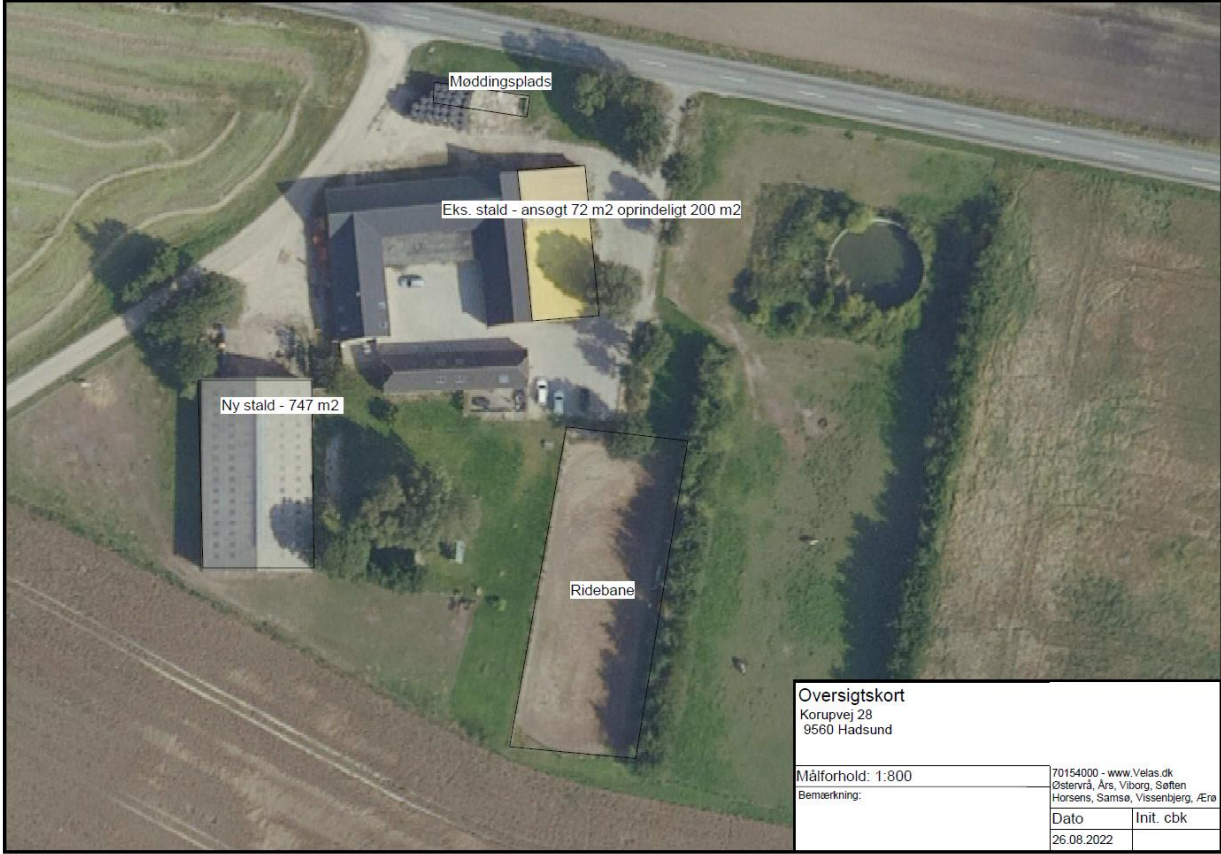 Møddingsplads
Eks. stald - ansøgt 72 m2 oprindeligt 200 m2
Ny stald - 747 m2
Ridebane
Oversigtskort
Korupvej 28
9560 Hadsund
Målforhold: 1:800
Bemærkning:
70154000 - www.Velas.dk
Østervrå, Års, Viborg, Søften
Horsens, Samsø, Vissenbjerg, Ærø
Dato
Init. cbk
26.08.2022